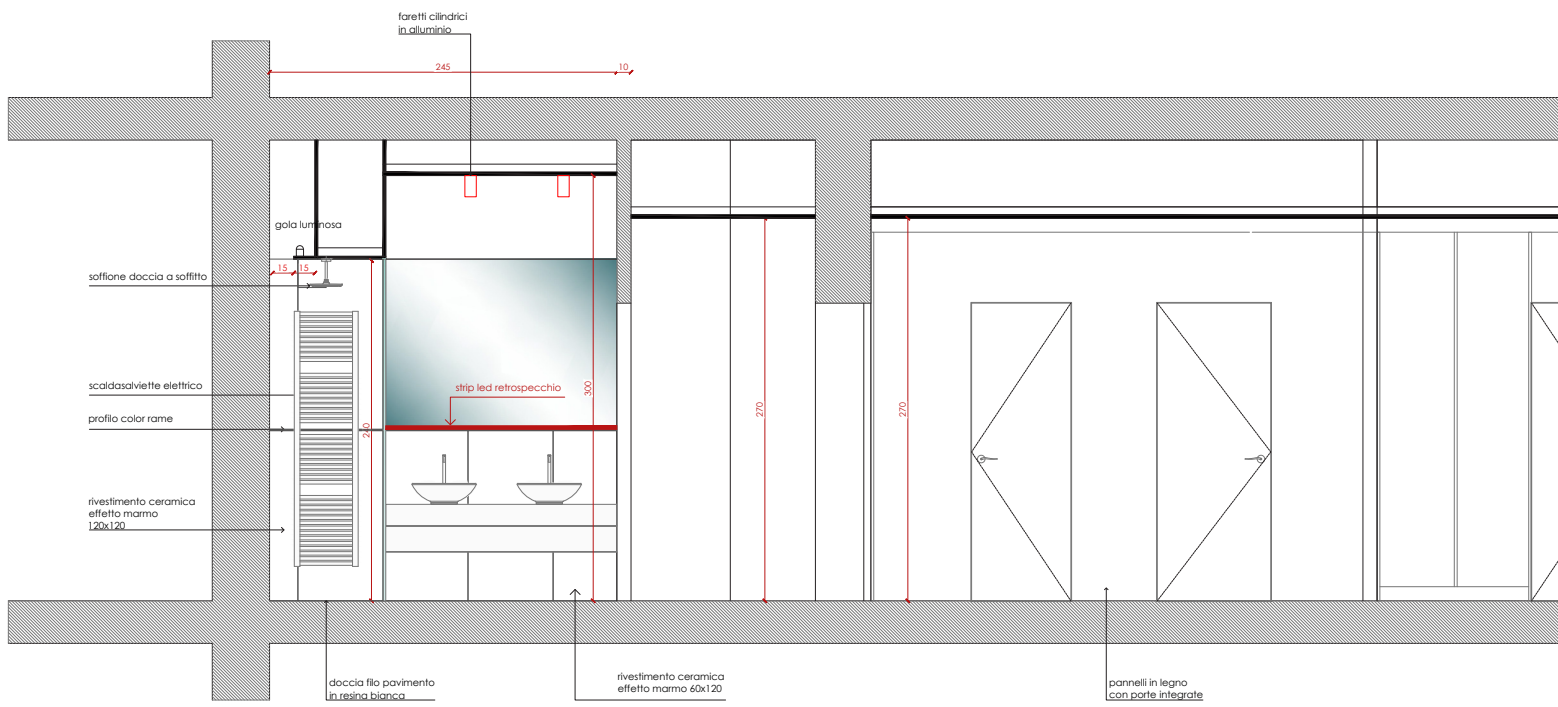 faretti cilindrici
in alluminio
245
10
gola luminosa
15
15
soffione doccia a soffitto
scaldasalviette elettrico
strip led retrospecchio
300
profilo color rame
240
270
270
rivestimento ceramica
effetto marmo
120x120
doccia filo pavimento
in resina bianca
rivestimento ceramica
effetto marmo 60x120
pannelli in legno
con porte integrate